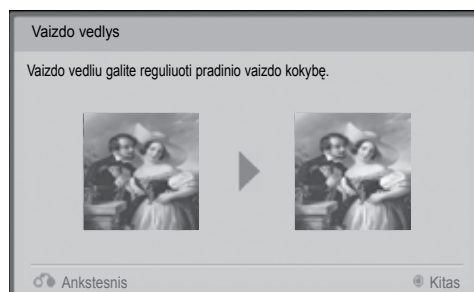 Vaizdo vedlys
Vaizdo vedliu galite reguliuoti pradinio vaizdo kokybę.
Ankstesnis
Kitas